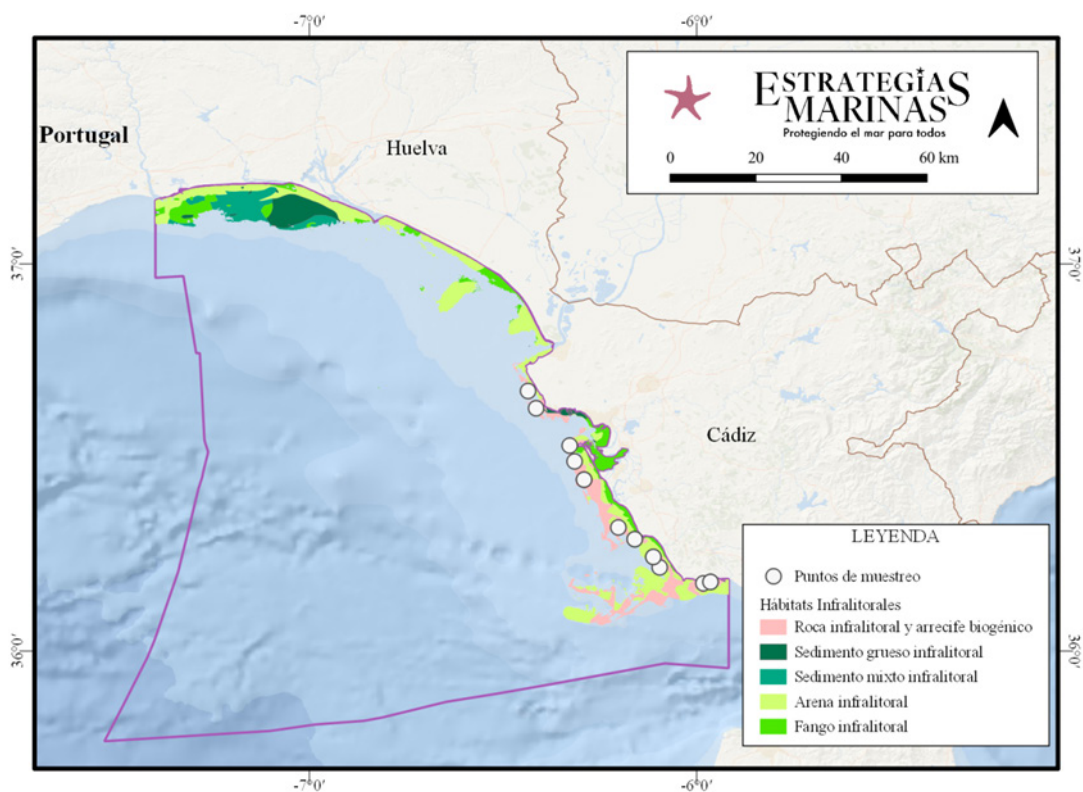 -7°0′
-6°0′
ESTRATEGIAS
MARINAS
Protegiendo el mar para todos
0 20 40 60 km
Portugal
Huelva
37°0′
37°0′
Cádiz
36°0′
36°0′
LEYENDA
Puntos de muestreo
Hábitats Infralitorales
Roca infralitoral y arrecife biogénico
Sedimento grueso infralitoral
Sedimento mixto infralitoral
Arena infralitoral
Fango infralitoral
-7°0′
-6°0′